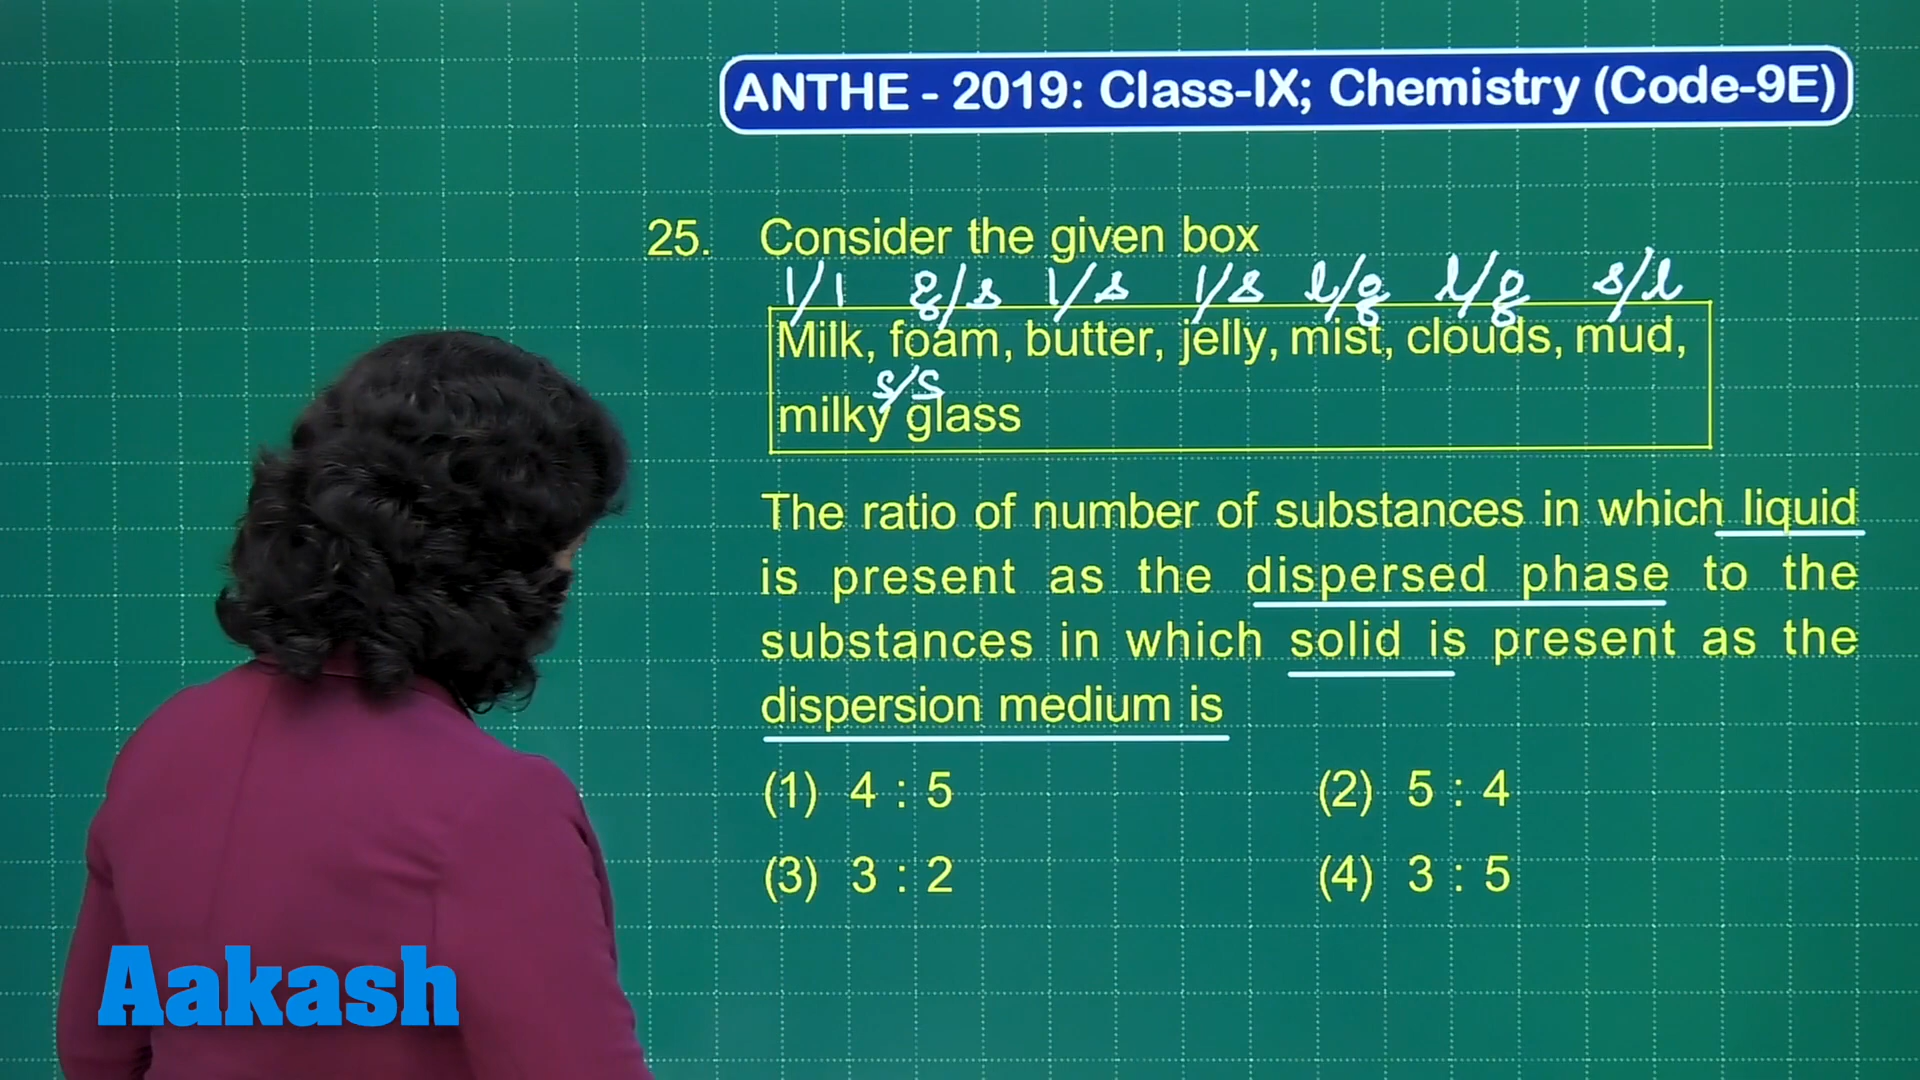 ANTHE - 2019: Class-IX; Chemistry (Code-9E)
25. Consider the given box
l/l g/s l/s l/s l/g l/g s/l
Milk, foam, butter, jelly, mist, clouds, mud,
s/s
milky glass
The ratio of number of substances in which liquid
is present as the dispersed phase to the
substances in which solid is present as the
dispersion medium is
(1) 4 : 5 (2) 5 : 4
(3) 3 : 2 (4) 3 : 5
Aakash